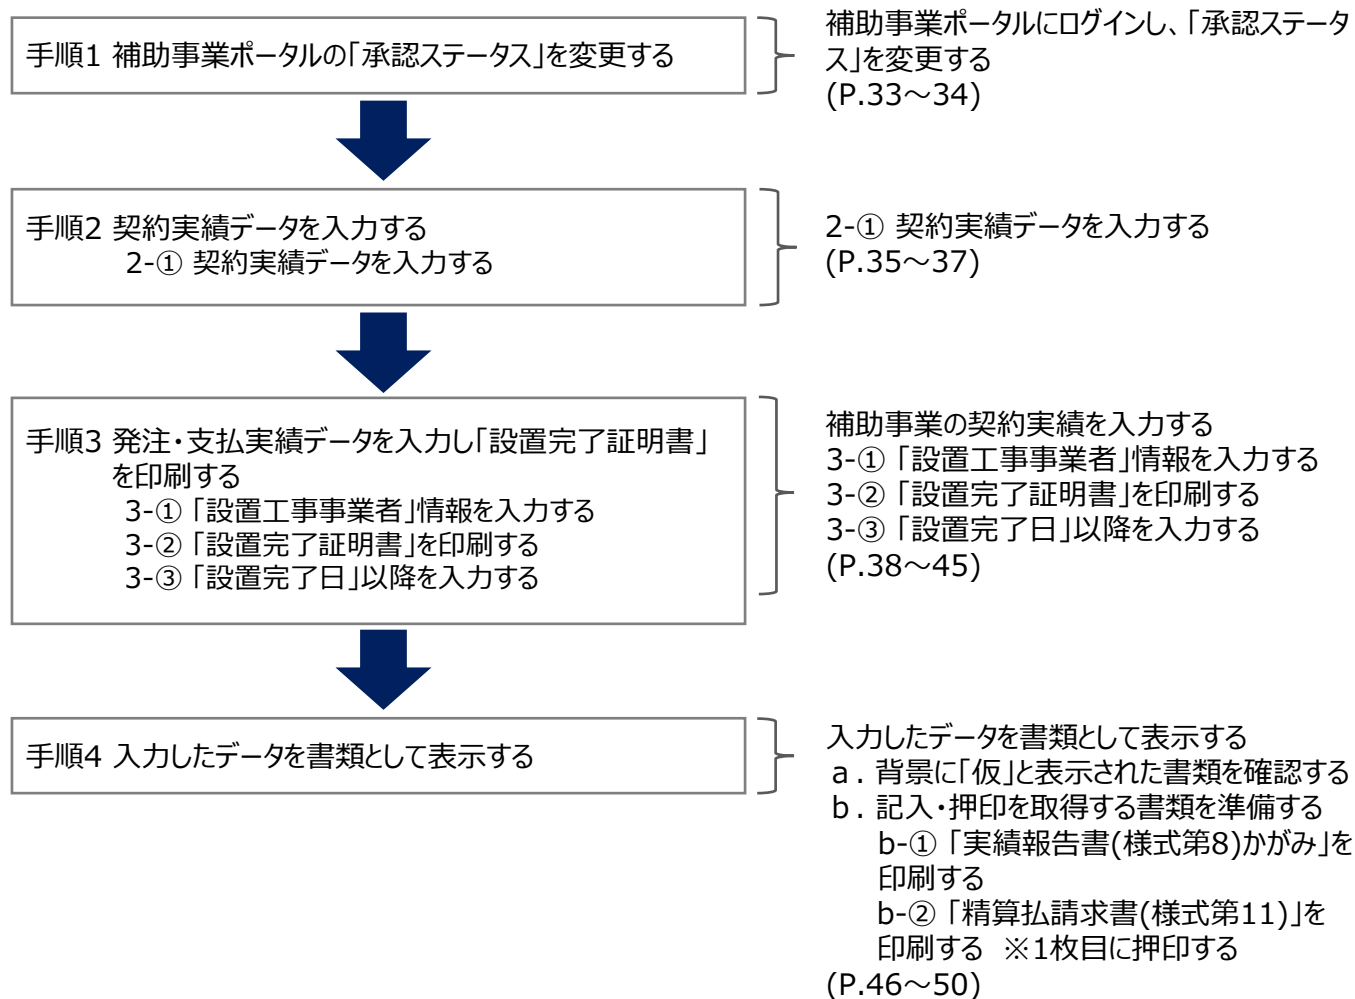 手順1 補助事業ポータルの「承認ステータス」を変更する
補助事業ポータルにログインし、「承認ステータ
ス」を変更する
(P.33～34)
手順2 契約実績データを入力する
2-① 契約実績データを入力する
2-① 契約実績データを入力する
(P.35～37)
手順3 発注・支払実績データを入力し「設置完了証明書」
を印刷する
3-① 「設置工事事業者」情報を入力する
3-② 「設置完了証明書」を印刷する
3-③ 「設置完了日」以降を入力する
補助事業の契約実績を入力する
3-① 「設置工事事業者」情報を入力する
3-② 「設置完了証明書」を印刷する
3-③ 「設置完了日」以降を入力する
(P.38～45)
手順4 入力したデータを書類として表示する
入力したデータを書類として表示する
a．背景に「仮」と表示された書類を確認する
b．記入・押印を取得する書類を準備する
b-① 「実績報告書(様式第8)かがみ」を
印刷する
b-② 「精算払請求書(様式第11)」を
印刷する ※1枚目に押印する
(P.46～50)